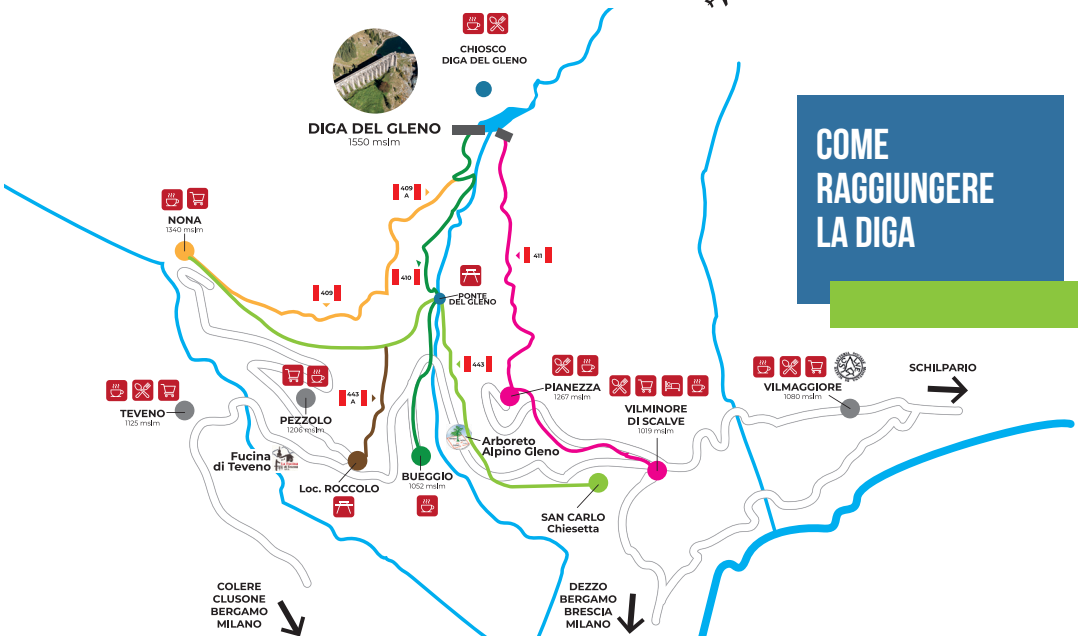 CHIOSCO
DIGA DEL GLENO
DIGA DEL GLENO
1550 mslm
COME
RAGGIUNGERE
LA DIGA
409
A
NONA
1340 mslm
411
410
409
PONTE
DEL GLENO
443
SCHILPARIO
PIANEZZA
1267 mslm
VILMAGGIORE
1080 mslm
TEVENO
1125 mslm
PEZZOLO
1206 mslm
443
A
VILMINORE
DI SCALVE
1019 mslm
Arboreto
Alpino Gleno
Fucina
di Teveno
Loc. ROCCOLO
BUEGGIO
1052 mslm
SAN CARLO
Chiesetta
COLERE
CLUSONE
BERGAMO
MILANO
DEZZO
BERGAMO
BRESCIA
MILANO